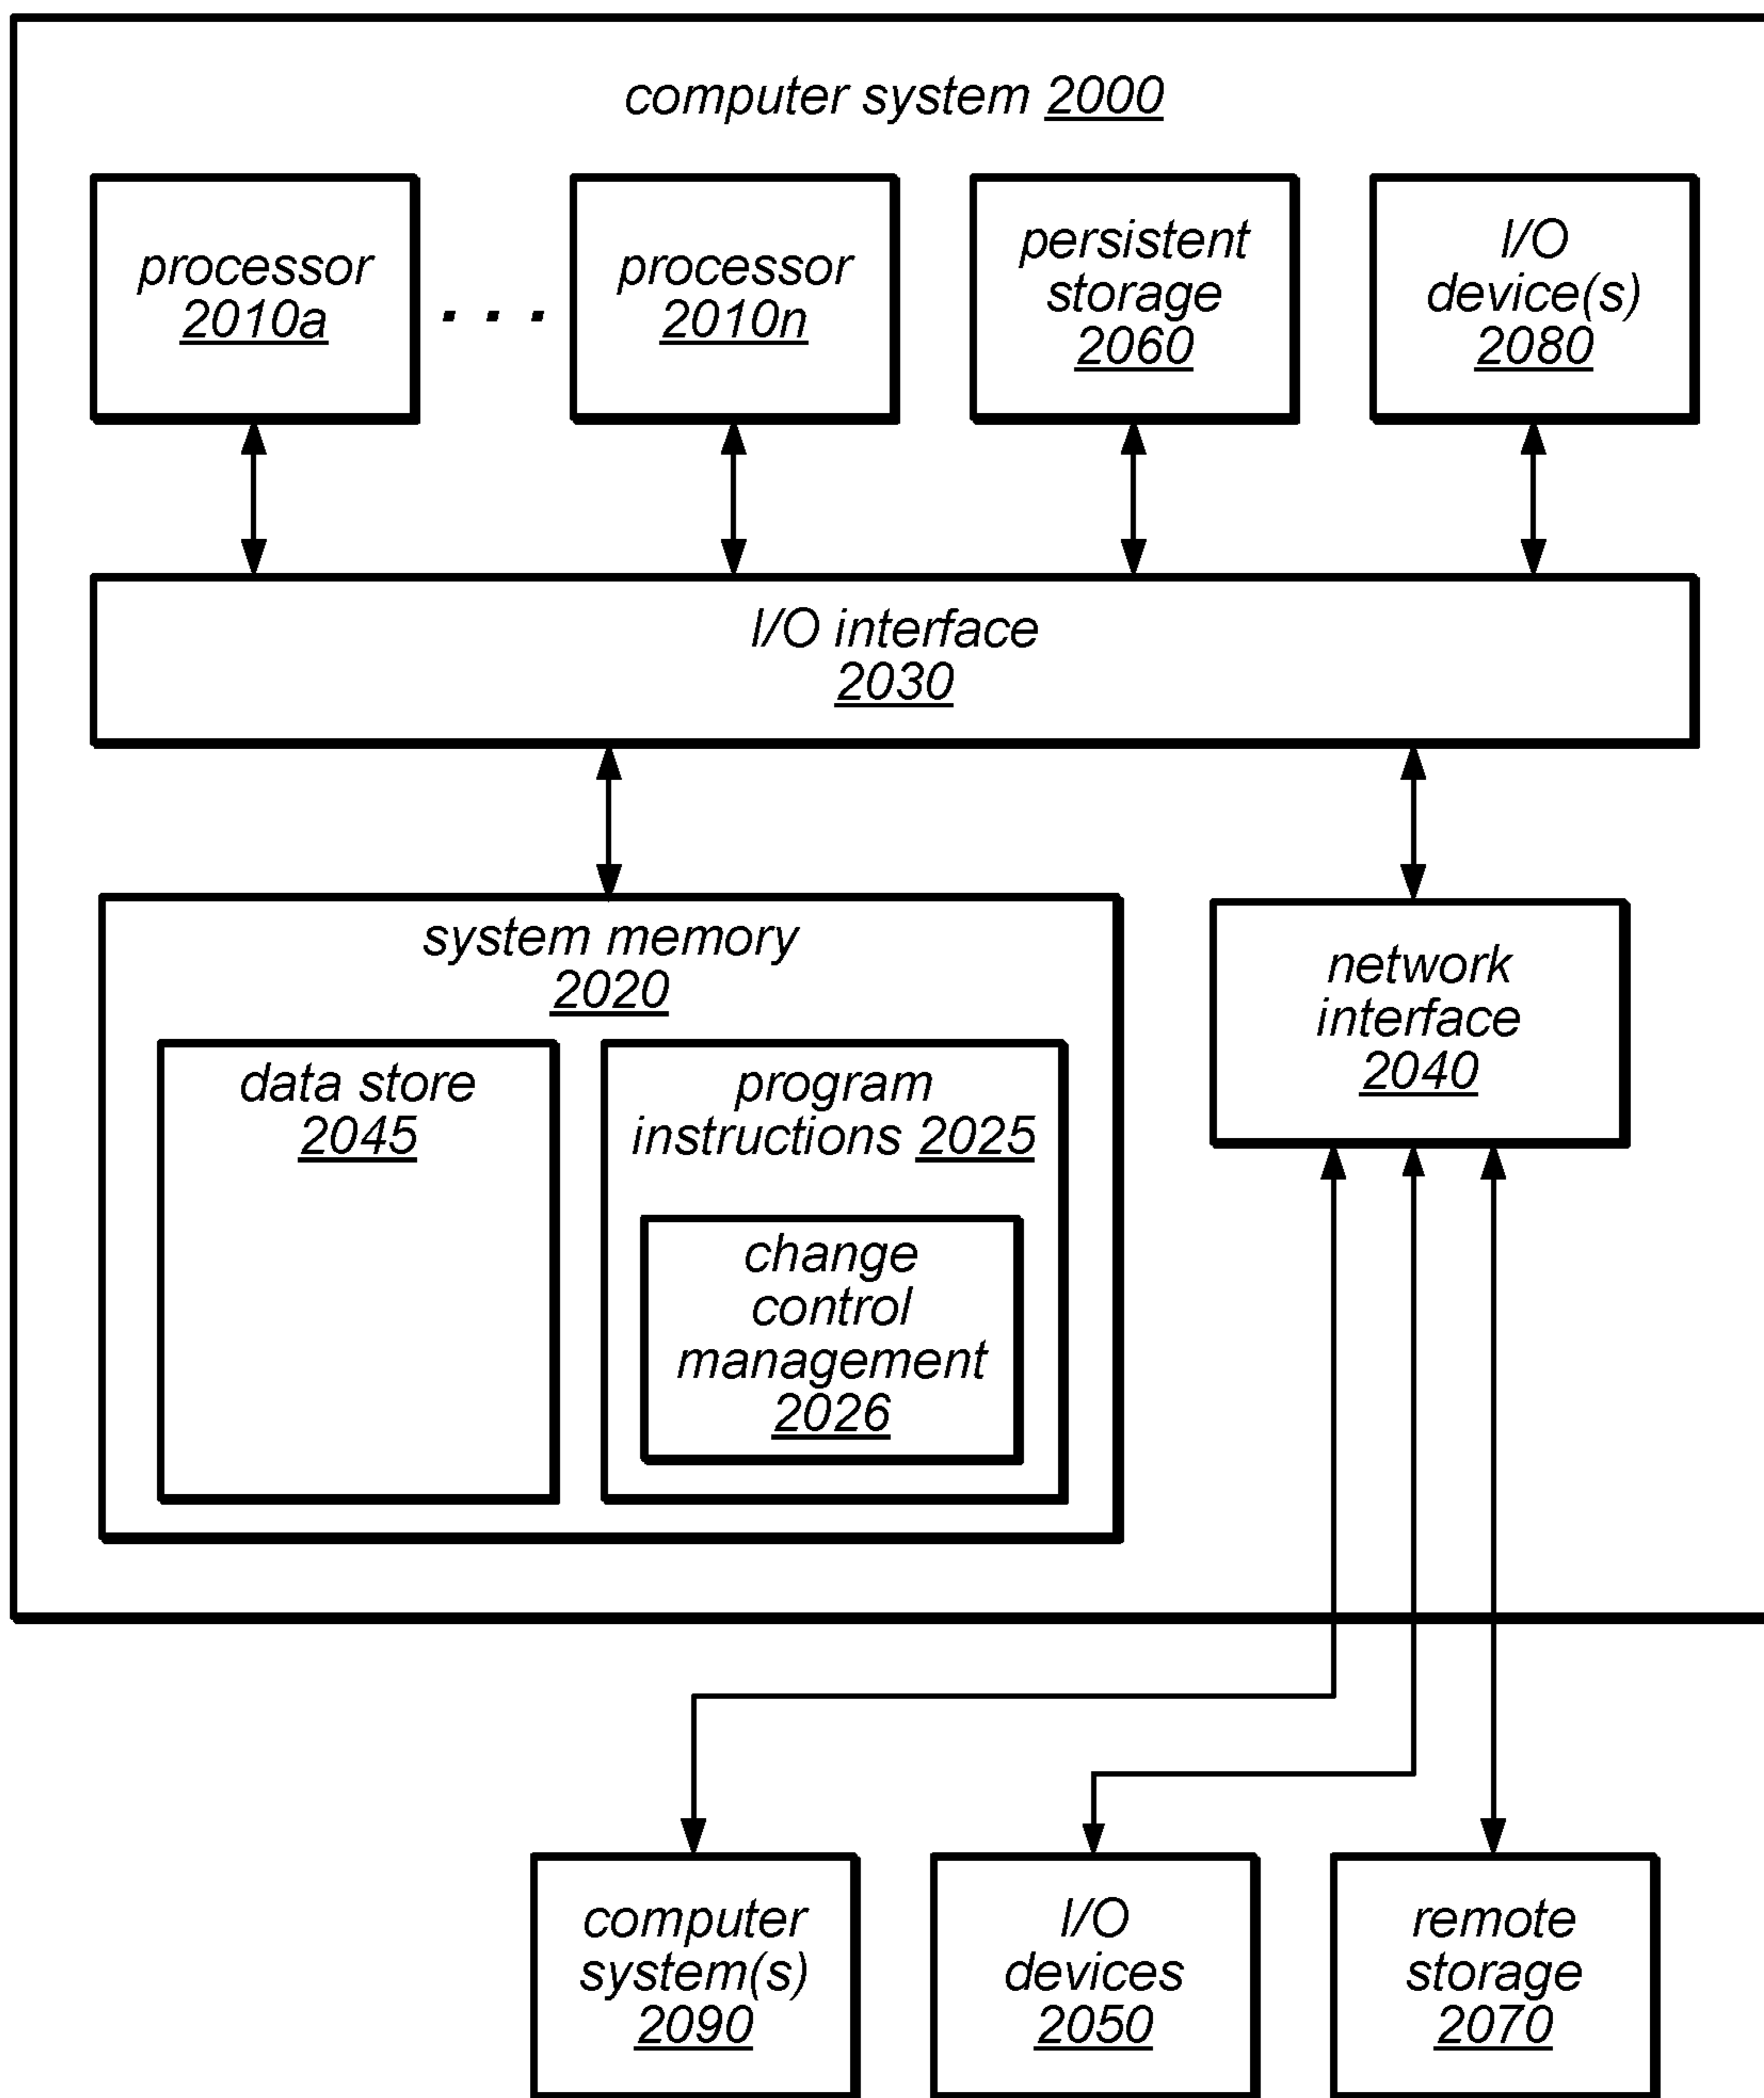 computer system 2000
processor
2010a
. . .
processor
2010n
persistent
storage
2060
I/O
device(s)
2080
I/O interface
2030
system memory
2020
data store
2045
program
instructions 2025
change
control
management
2026
network
interface
2040
computer
system(s)
2090
I/O
devices
2050
remote
storage
2070